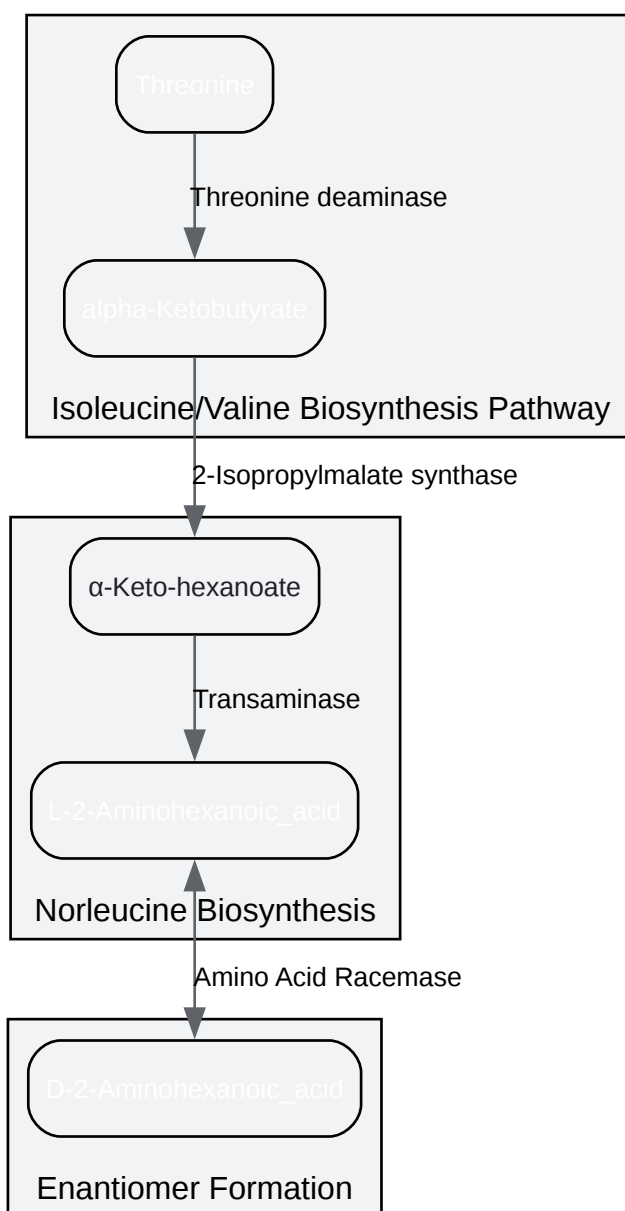 Threonine
Threonine deaminase
alpha-Ketobutyrate
Isoleucine/Valine Biosynthesis Pathway
2-Isopropylmalate synthase
α-Keto-hexanoate
Transaminase
L-2-Aminohexanoic_acid
Norleucine Biosynthesis
Amino Acid Racemase
D-2-Aminohexanoic_acid
Enantiomer Formation